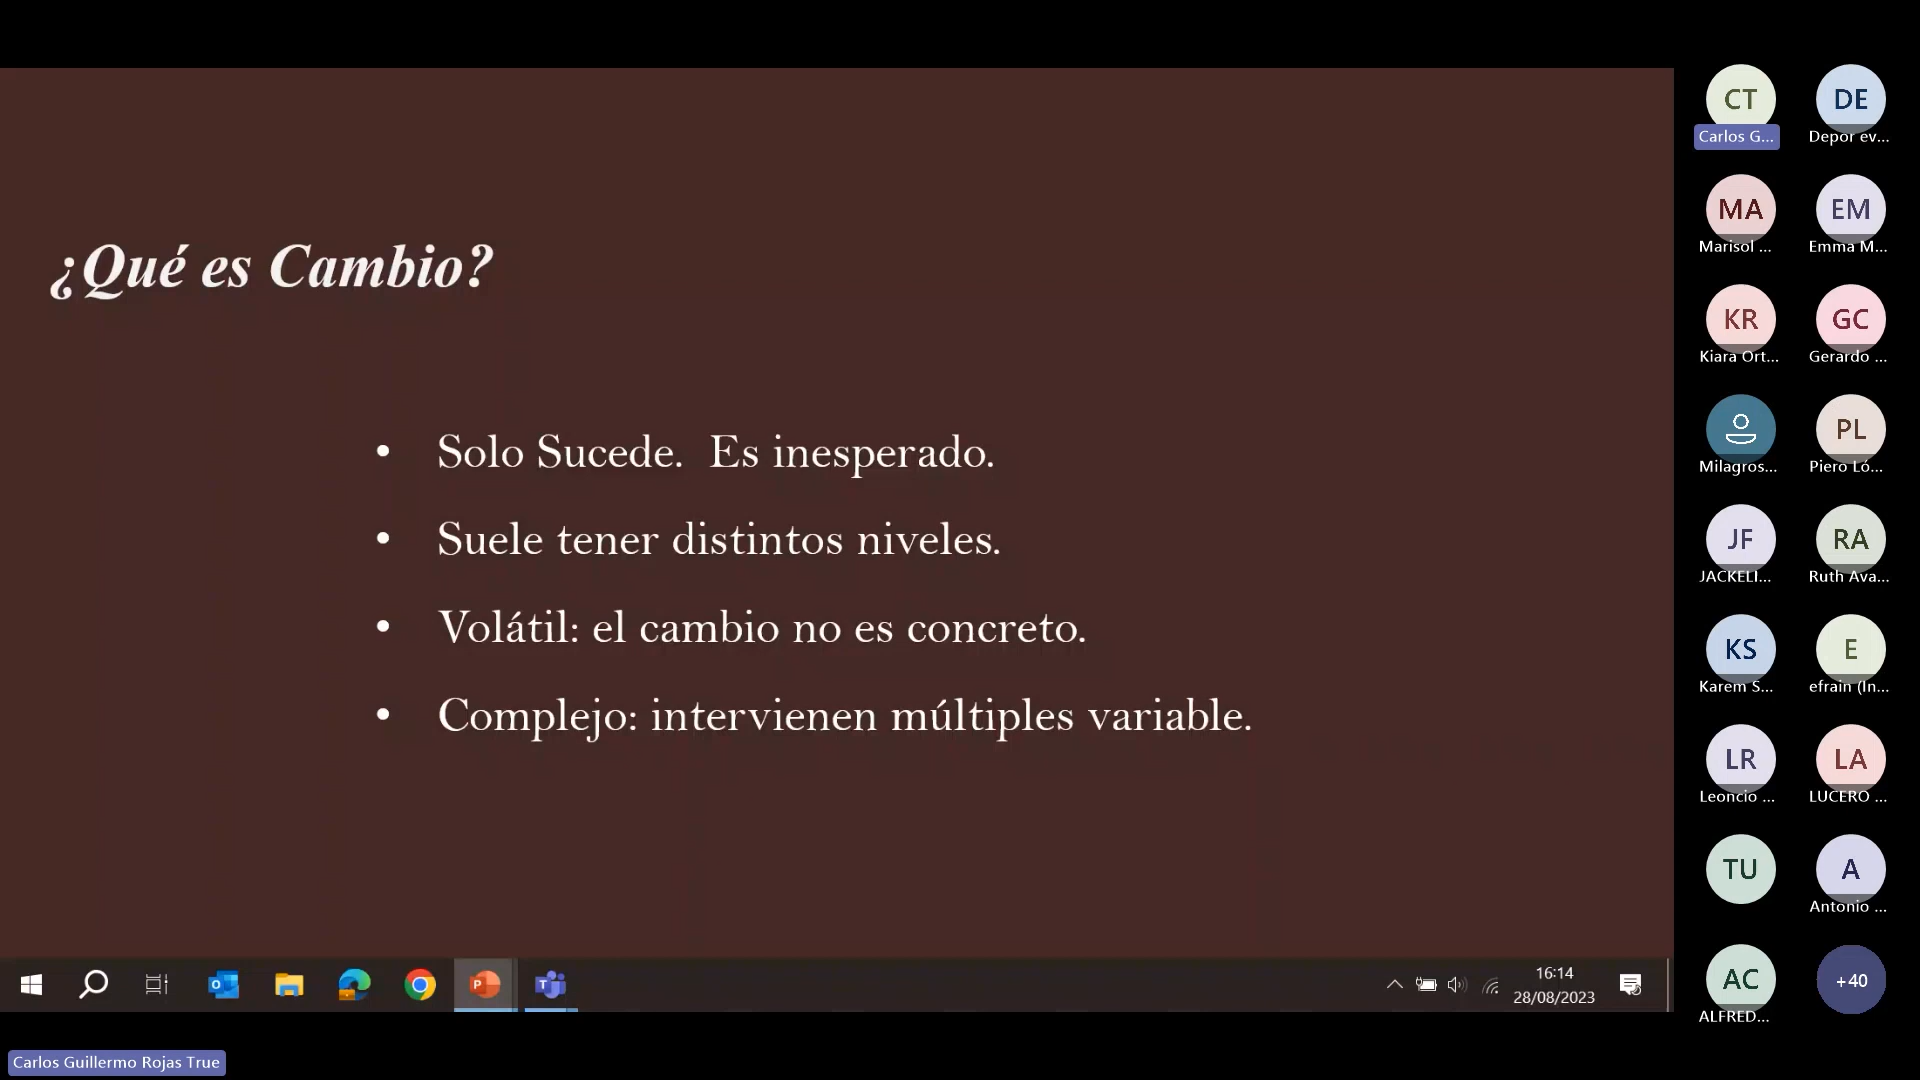 ¿Qué es Cambio?
• Solo Sucede. Es inesperado.
• Suele tener distintos niveles.
• Volátil: el cambio no es concreto.
• Complejo: intervienen múltiples variable.
CT
Carlos G...
DE
Depor ev...
MA
Marisol ...
EM
Emma M...
KR
Kiara Ort...
GC
Gerardo ...
Milagros...
PL
Piero Ló...
JF
JACKELI...
RA
Ruth Ava...
KS
Karem S...
E
efrain (In...
LR
Leoncio ...
LA
LUCERO ...
TU
A
Antonio ...
AC
ALFRED...
+40
16:14
28/08/2023
Carlos Guillermo Rojas True